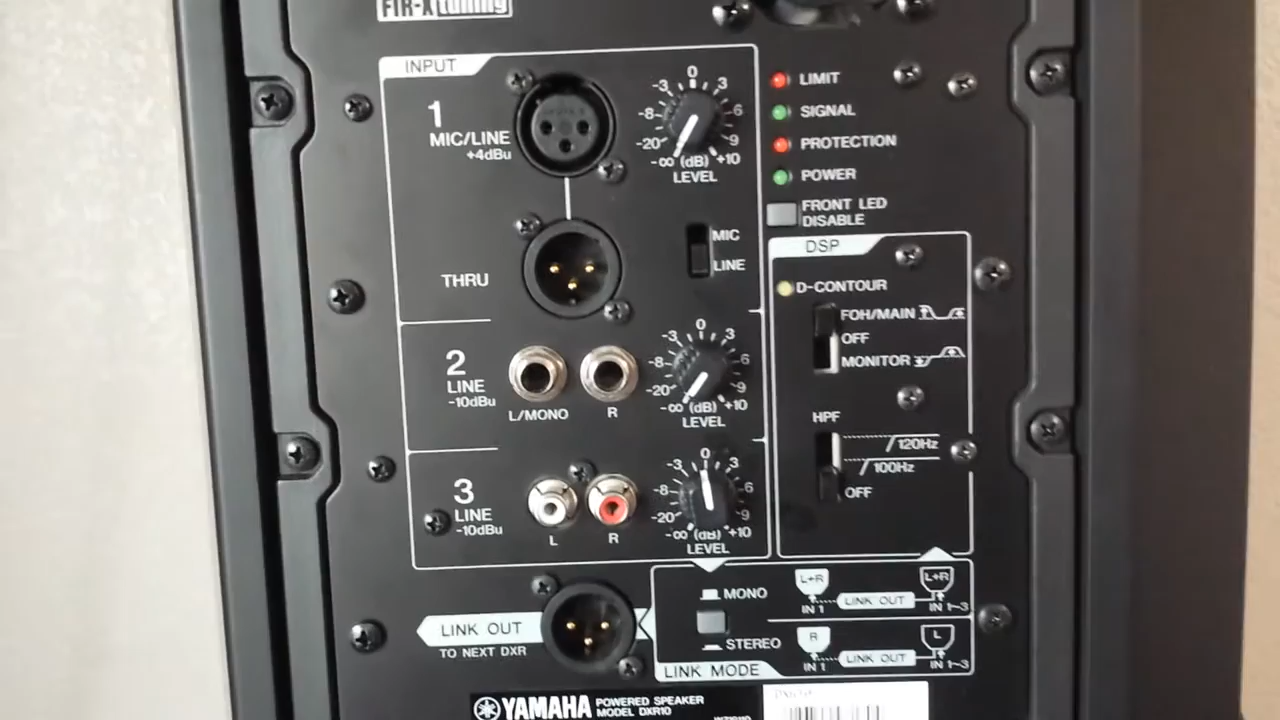 FIR-X tuning
INPUT
1
MIC/LINE
+4dBu
-∞ -20 -8 -3 0 3 6 9 +10
(dB)
LEVEL
LIMIT
SIGNAL
PROTECTION
POWER
FRONT LED
DISABLE
THRU
MIC
LINE
DSP
D-CONTOUR
FOH/MAIN
OFF
MONITOR
2
LINE
-10dBu
L/MONO
R
-∞ -20 -8 -3 0 3 6 9 +10
(dB)
LEVEL
HPF
120Hz
100Hz
OFF
3
LINE
-10dBu
L
R
-∞ -20 -8 -3 0 3 6 9 +10
(dB)
LEVEL
LINK OUT
TO NEXT DXR
MONO
STEREO
LINK MODE
L+R
IN 1
LINK OUT
L+R
IN 1~3
R
IN 1
LINK OUT
L
IN 1~3
YAMAHA
POWERED SPEAKER
MODEL DXR10